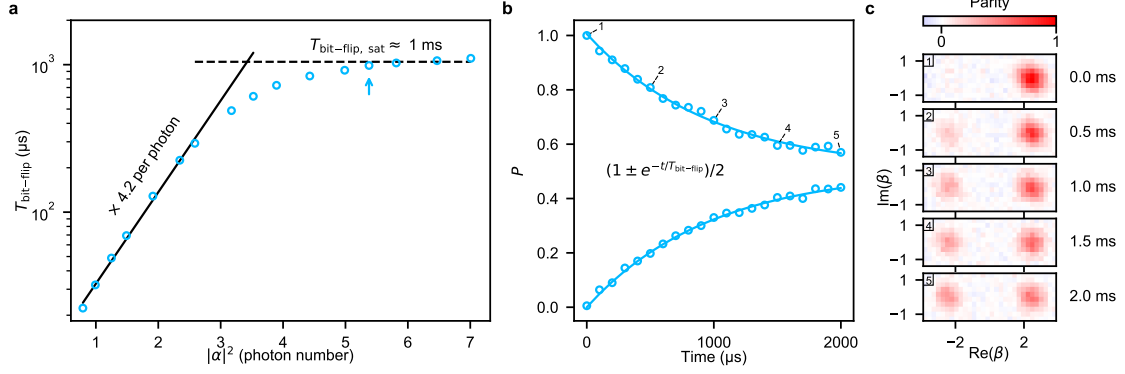 a
T_bit−flip (µs)
10³
10²
1 2 3 4 5 6 7
|α|² (photon number)
× 4.2 per photon
T_bit−flip, sat ≈ 1 ms
b
P
1.0
0.8
0.6
0.4
0.2
0.0
0 1000 2000
Time (µs)
1
2
3
4
5
(1 ± e^{−t/T_bit−flip})/2
c
Parity
0 1
Im(β)
1
−1
1
0.0 ms
1
−1
2
0.5 ms
1
−1
3
1.0 ms
1
−1
4
1.5 ms
1
−1
5
2.0 ms
−2 2
Re(β)